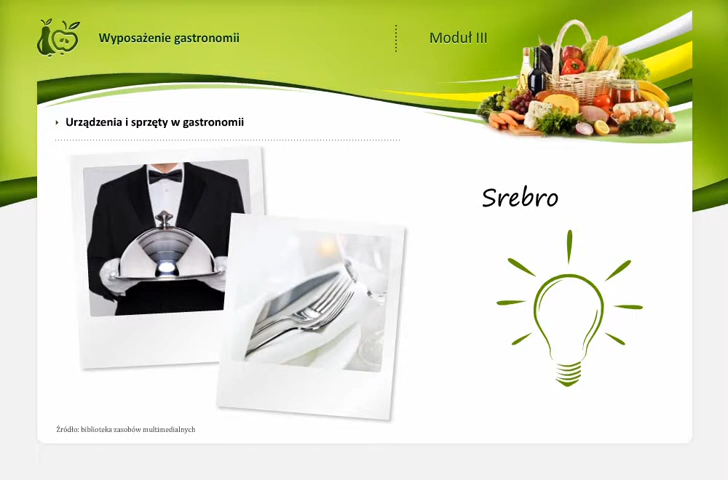 Wyposażenie gastronomii
Moduł III
Urządzenia i sprzęty w gastronomii
Srebro
Źródło: biblioteka zasobów multimedialnych